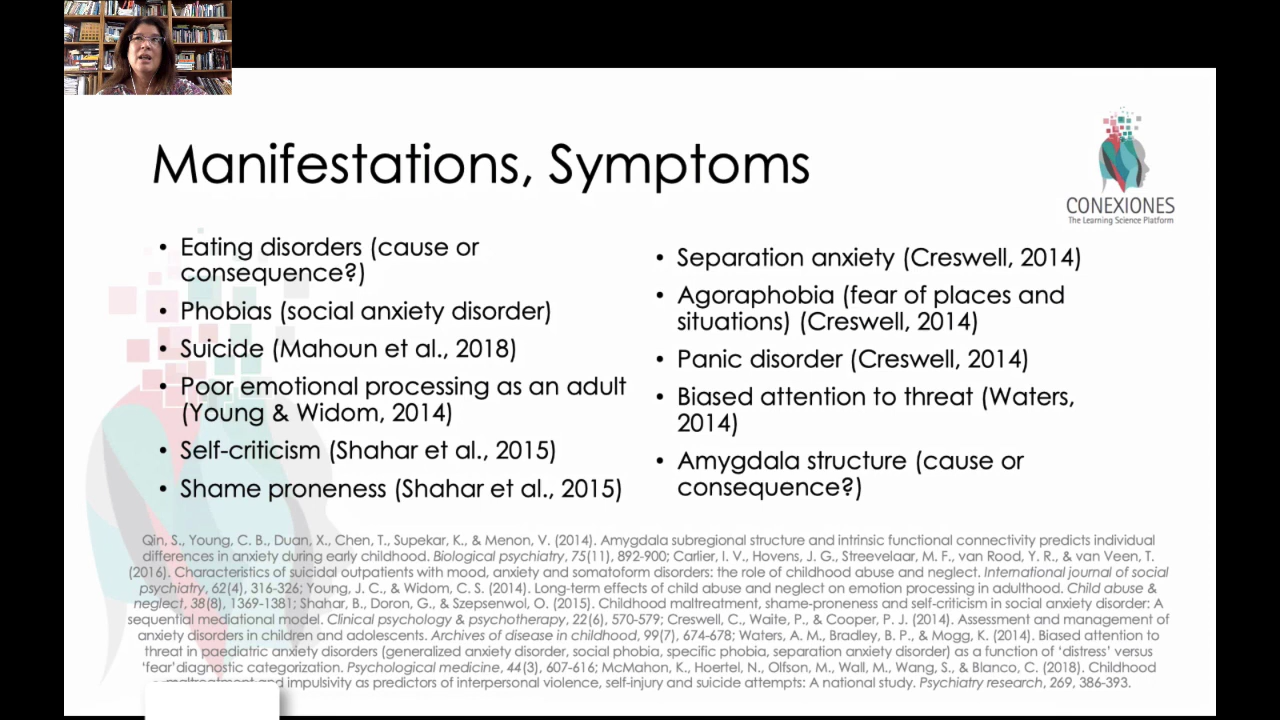 Manifestations, Symptoms
CONEXIONES
The Learning Science Platform
• Eating disorders (cause or
consequence?)
• Phobias (social anxiety disorder)
• Suicide (Mahoun et al., 2018)
• Poor emotional processing as an adult
(Young & Widom, 2014)
• Self-criticism (Shahar et al., 2015)
• Shame proneness (Shahar et al., 2015)
• Separation anxiety (Creswell, 2014)
• Agoraphobia (fear of places and
situations) (Creswell, 2014)
• Panic disorder (Creswell, 2014)
• Biased attention to threat (Waters,
2014)
• Amygdala structure (cause or
consequence?)
Qin, S., Young, C. B., Duan, X., Chen, T., Supekar, K., & Menon, V. (2014). Amygdala subregional structure and intrinsic functional connectivity predicts individual
differences in anxiety during early childhood. Biological psychiatry, 75(11), 892-900; Carlier, I. V., Hovens, J. G., Streevelaar, M. F., van Rood, Y. R., & van Veen, T.
(2016). Characteristics of suicidal outpatients with mood, anxiety and somatoform disorders: the role of childhood abuse and neglect. International journal of social
psychiatry, 62(4), 316-326; Young, J. C., & Widom, C. S. (2014). Long-term effects of child abuse and neglect on emotion processing in adulthood. Child abuse &
neglect, 38(8), 1369-1381; Shahar, B., Doron, G., & Szepsenwol, O. (2015). Childhood maltreatment, shame-proneness and self-criticism in social anxiety disorder: A
sequential mediational model. Clinical psychology & psychotherapy, 22(6), 570-579; Creswell, C., Waite, P., & Cooper, P. J. (2014). Assessment and management of
anxiety disorders in children and adolescents. Archives of disease in childhood, 99(7), 674-678; Waters, A. M., Bradley, B. P., & Mogg, K. (2014). Biased attention to
threat in paediatric anxiety disorders (generalized anxiety disorder, social phobia, specific phobia, separation anxiety disorder) as a function of ‘distress’ versus
‘fear’diagnostic categorization. Psychological medicine, 44(3), 607-616; McMahon, K., Hoertel, N., Olfson, M., Wall, M., Wang, S., & Blanco, C. (2018). Childhood
maltreatment and impulsivity as predictors of interpersonal violence, self-injury and suicide attempts: A national study. Psychiatry research, 269, 386-393.